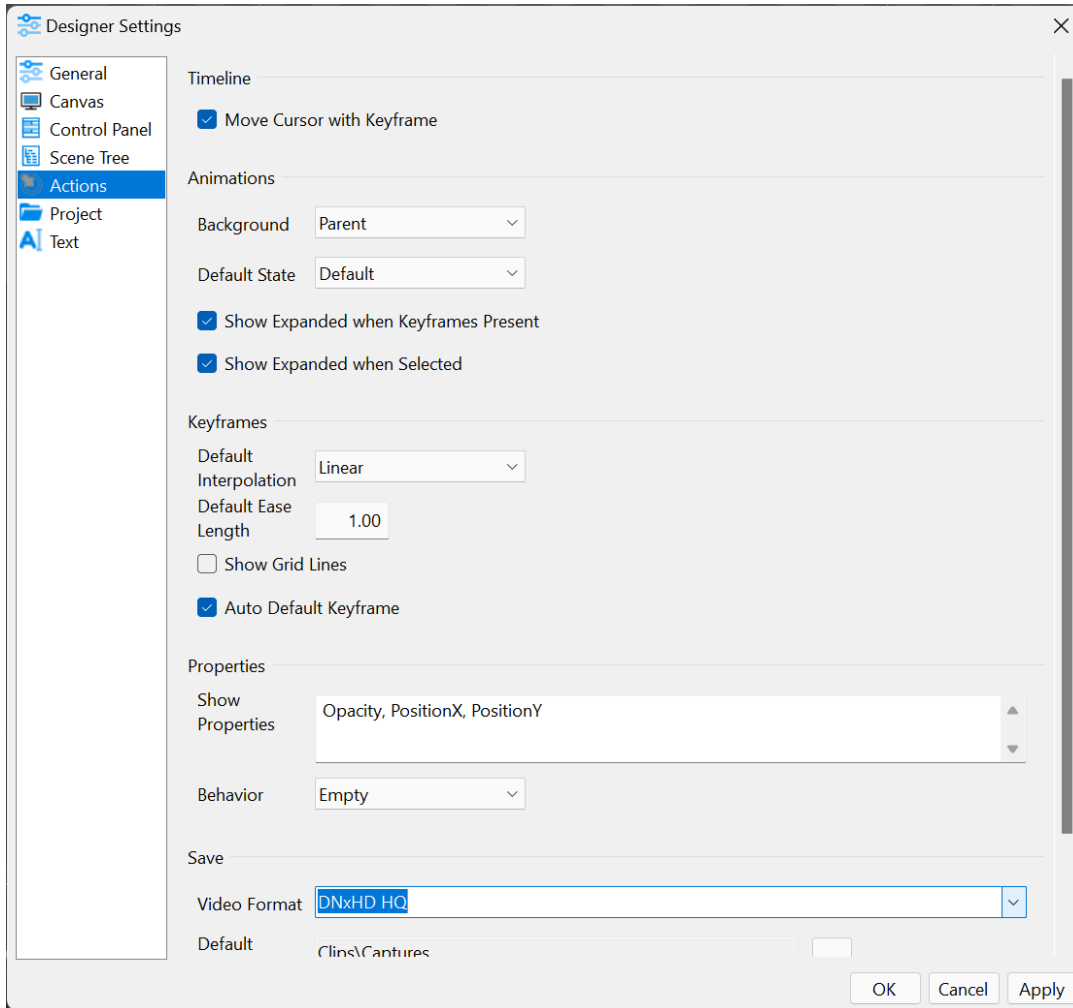 Designer Settings
General
Canvas
Control Panel
Scene Tree
Actions
Project
Text
Timeline
Move Cursor with Keyframe
Animations
Background Parent
Default State Default
Show Expanded when Keyframes Present
Show Expanded when Selected
Keyframes
Default
Interpolation Linear
Default Ease
Length 1.00
Show Grid Lines
Auto Default Keyframe
Properties
Show
Properties
Opacity, PositionX, PositionY
Behavior Empty
Save
Video Format DNxHD HQ
Default
Clips\Captures
OK Cancel Apply